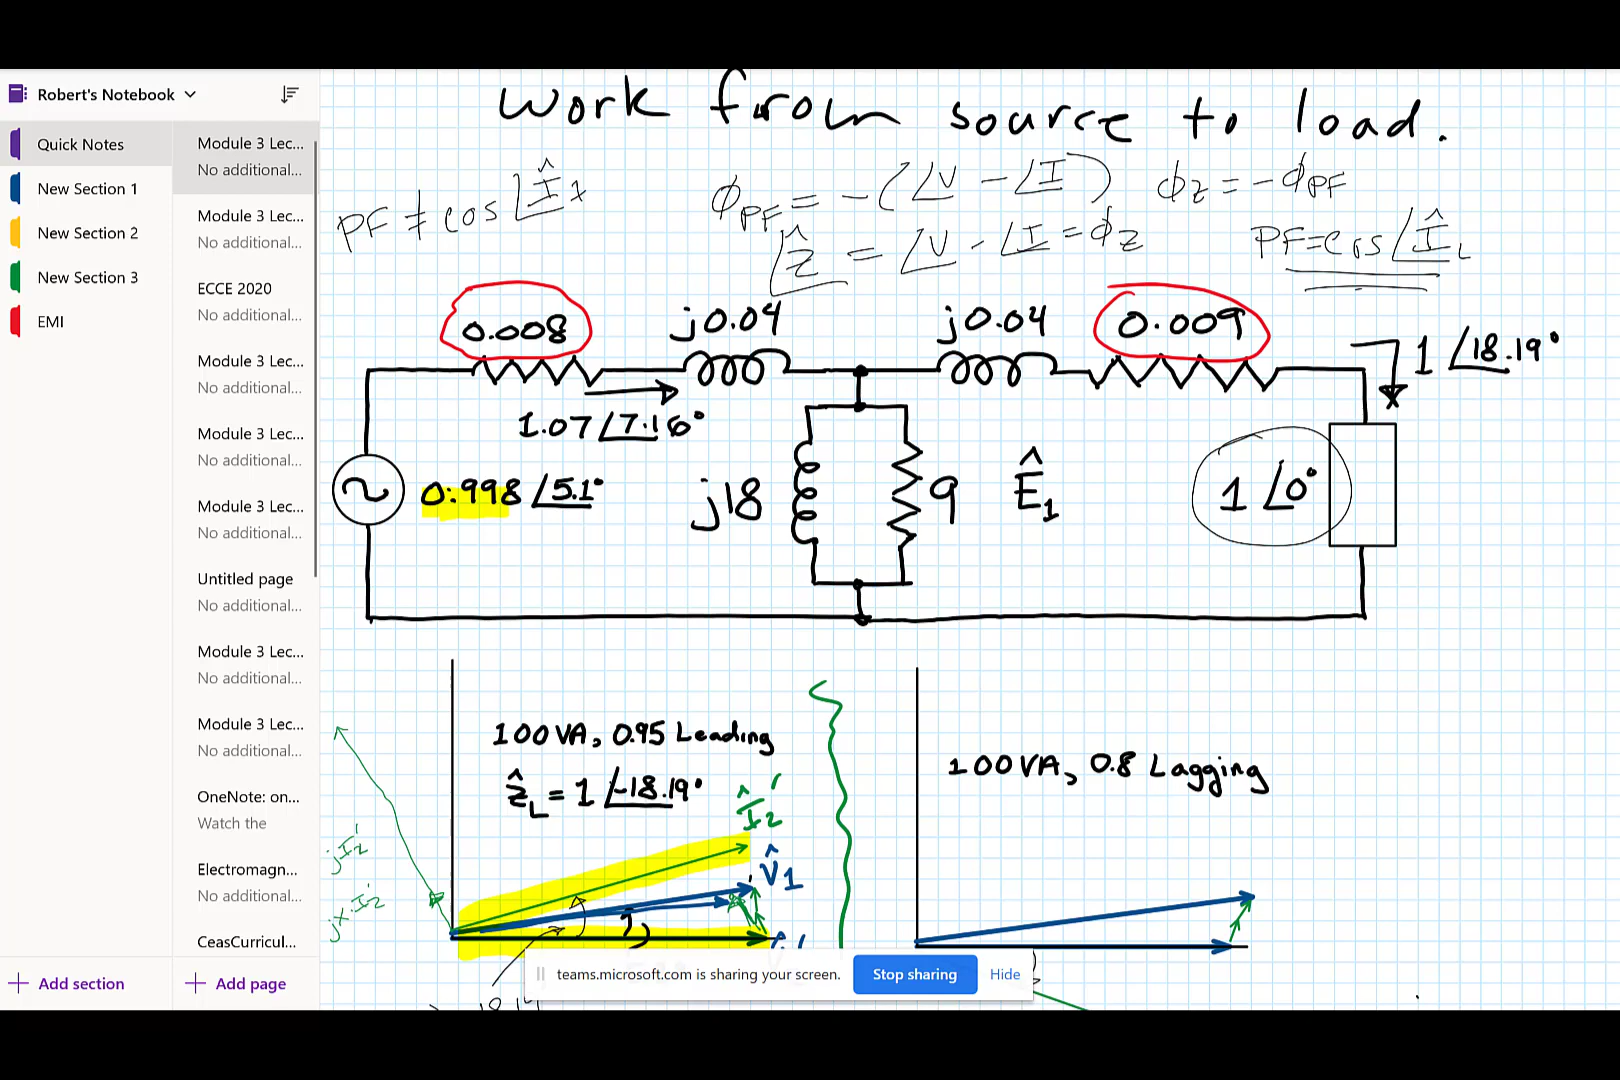 Robert's Notebook
Quick Notes
New Section 1
New Section 2
New Section 3
EMI
Module 3 Lec...
No additional...
Module 3 Lec...
No additional...
ECCE 2020
No additional...
Module 3 Lec...
No additional...
Module 3 Lec...
No additional...
Module 3 Lec...
No additional...
Untitled page
No additional...
Module 3 Lec...
No additional...
Module 3 Lec...
No additional...
OneNote: on...
Watch the
Electromagn...
No additional...
CeasCurricul...
Add section
Add page
Work from source to load.
PF ≠ cos ∠Î1
ϕPF = -(∠V - ∠I)
ϕz = -ϕPF
∠Ẑ = ∠V - ∠I = ϕZ
PF = cos ∠ÎL
0.008
j0.04
j0.04
0.009
1 ∠18.19°
1.07 ∠7.16°
0.998 ∠5.1°
j18
9
Ê1
1 ∠0°
100 VA, 0.95 Leading
ẐL = 1 ∠-18.19°
Î2'
V̂1
jI2'
jX·I2'
100 VA, 0.8 Lagging
teams.microsoft.com is sharing your screen.
Stop sharing
Hide